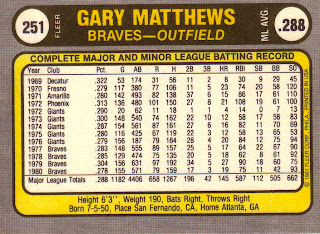 251
FLEER
GARY MATTHEWS
BRAVES—OUTFIELD
ML AVG.
.288
COMPLETE MAJOR AND MINOR LEAGUE BATTING RECORD
Year Club Pct. G AB R H 2B 3B HR RBI SB BB SO
1969 Decatur .322 53 174 31 56 11 2 8 30 9 29 45
1970 Fresno .279 117 380 77 106 11 5 23 74 20 58 120
1971 Amarillo .280 142 493 82 138 37 6 15 86 17 61 110
1972 Phoenix .313 136 480 101 150 27 8 21 108 19 61 100
1972 Giants .290 20 62 11 18 1 1 4 14 0 7 13
1973 Giants .300 148 540 74 162 22 10 12 58 17 58 83
1974 Giants .287 154 561 87 161 27 6 16 82 11 70 69
1975 Giants .280 116 425 67 119 22 3 12 58 13 65 53
1976 Giants .279 156 587 79 164 28 4 20 84 12 75 94
1977 Braves .283 148 555 89 157 25 5 17 64 22 67 90
1978 Braves .285 129 474 75 135 20 5 18 62 8 61 92
1979 Braves .304 156 631 97 192 34 5 27 90 18 60 75
1980 Braves .278 155 571 79 159 17 3 19 75 11 42 93
Major League Totals .288 1182 4406 658 1267 196 42 145 587 112 505 662
Height 6'3'', Weight 190, Bats Right, Throws Right
Born 7-5-50, Place San Fernando, CA, Home Atlanta, GA